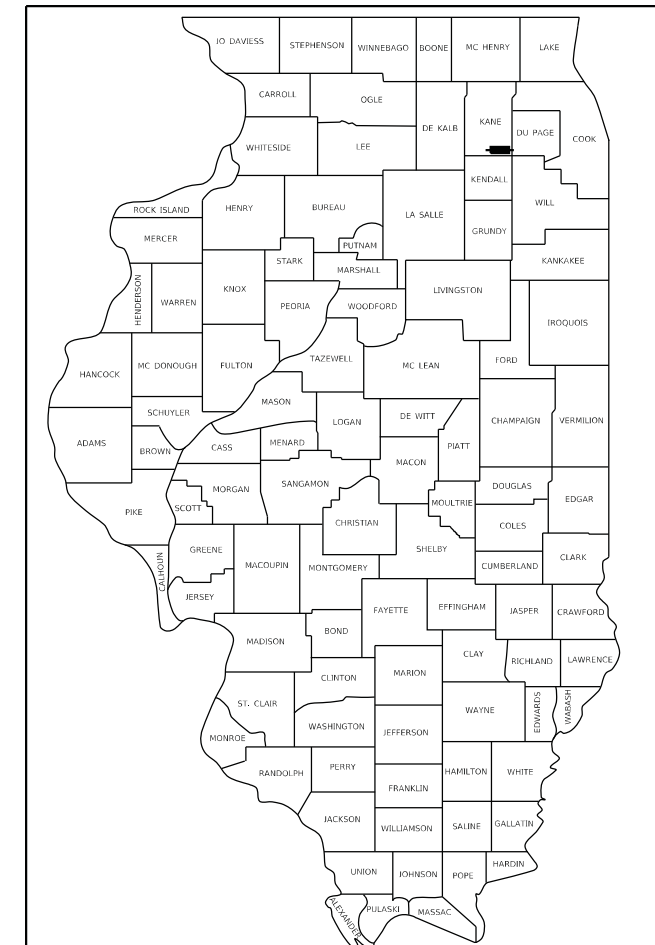 JO DAVIESS
STEPHENSON
WINNEBAGO
BOONE
MC HENRY
LAKE
CARROLL
OGLE
DE KALB
KANE
DU PAGE
COOK
WHITESIDE
LEE
KENDALL
WILL
ROCK ISLAND
HENRY
BUREAU
LA SALLE
GRUNDY
MERCER
PUTNAM
STARK
MARSHALL
KANKAKEE
HENDERSON
WARREN
KNOX
PEORIA
WOODFORD
LIVINGSTON
IROQUOIS
HANCOCK
MC DONOUGH
FULTON
TAZEWELL
MC LEAN
FORD
MASON
SCHUYLER
LOGAN
DE WITT
CHAMPAIGN
VERMILION
ADAMS
BROWN
CASS
MENARD
PIATT
MACON
PIKE
SCOTT
MORGAN
SANGAMON
MOULTRIE
DOUGLAS
EDGAR
CHRISTIAN
COLES
CALHOUN
GREENE
MACOUPIN
MONTGOMERY
SHELBY
CUMBERLAND
CLARK
JERSEY
FAYETTE
EFFINGHAM
JASPER
CRAWFORD
MADISON
BOND
CLAY
RICHLAND
LAWRENCE
CLINTON
MARION
ST. CLAIR
WAYNE
EDWARDS
WABASH
MONROE
WASHINGTON
JEFFERSON
RANDOLPH
PERRY
HAMILTON
WHITE
FRANKLIN
JACKSON
WILLIAMSON
SALINE
GALLATIN
UNION
JOHNSON
POPE
HARDIN
ALEXANDER
PULASKI
MASSAC